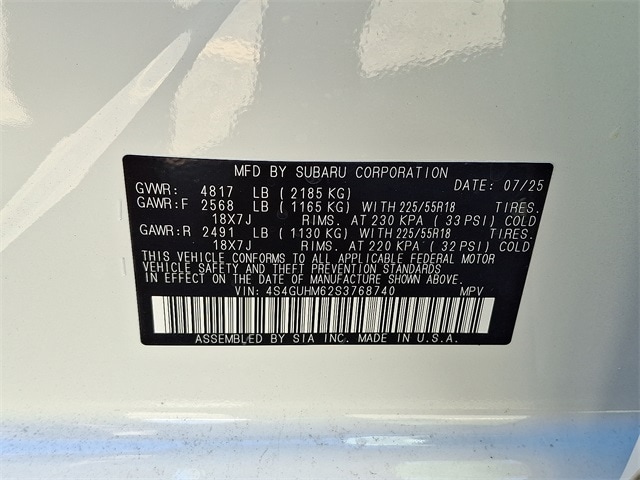 MFD BY SUBARU CORPORATION
GVWR: 4817 LB (2185 KG) DATE: 07/25
GAWR:F 2568 LB (1165 KG) WITH 225/55R18 TIRES.
18X7J RIMS. AT 230 KPA (33 PSI) COLD
GAWR:R 2491 LB (1130 KG) WITH 225/55R18 TIRES.
18X7J RIMS. AT 220 KPA (32 PSI) COLD
THIS VEHICLE CONFORMS TO ALL APPLICABLE FEDERAL MOTOR
VEHICLE SAFETY AND THEFT PREVENTION STANDARDS
IN EFFECT ON THE DATE OF MANUFACTURE SHOWN ABOVE.
VIN: 4S4GUHM62S3768740 MPV
ASSEMBLED BY SIA INC. MADE IN U.S.A.